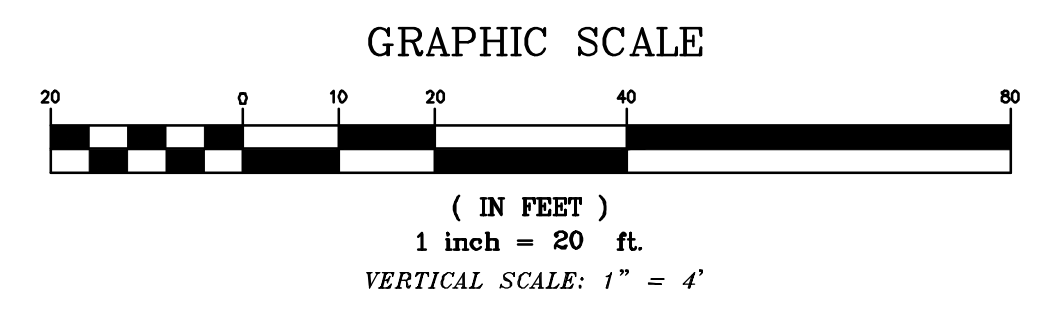 GRAPHIC SCALE
20 0 10 20 40 80
( IN FEET )
1 inch = 20 ft.
VERTICAL SCALE: 1" = 4'